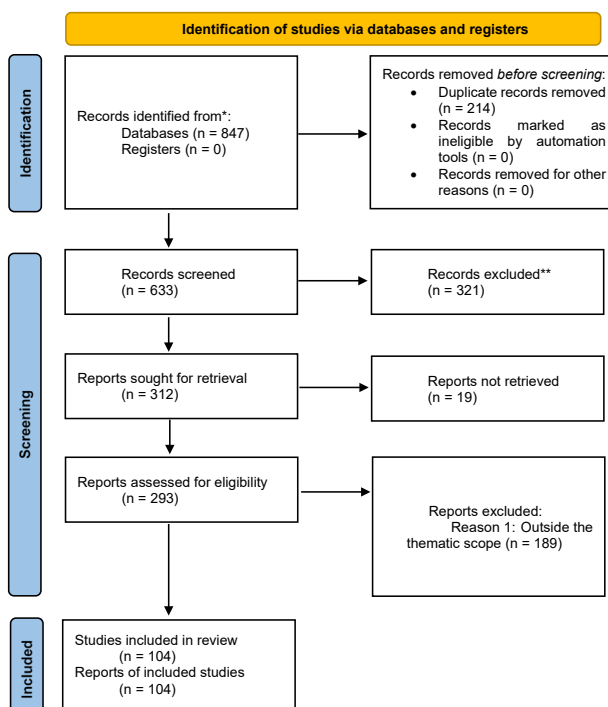 Identification of studies via databases and registers
Identification
Records identified from*:
Databases (n = 847)
Registers (n = 0)
Records removed before screening:
• Duplicate records removed
(n = 214)
• Records marked as
ineligible by automation
tools (n = 0)
• Records removed for other
reasons (n = 0)
Screening
Records screened
(n = 633)
Records excluded**
(n = 321)
Reports sought for retrieval
(n = 312)
Reports not retrieved
(n = 19)
Reports assessed for eligibility
(n = 293)
Reports excluded:
Reason 1: Outside the
thematic scope (n = 189)
Included
Studies included in review
(n = 104)
Reports of included studies
(n = 104)